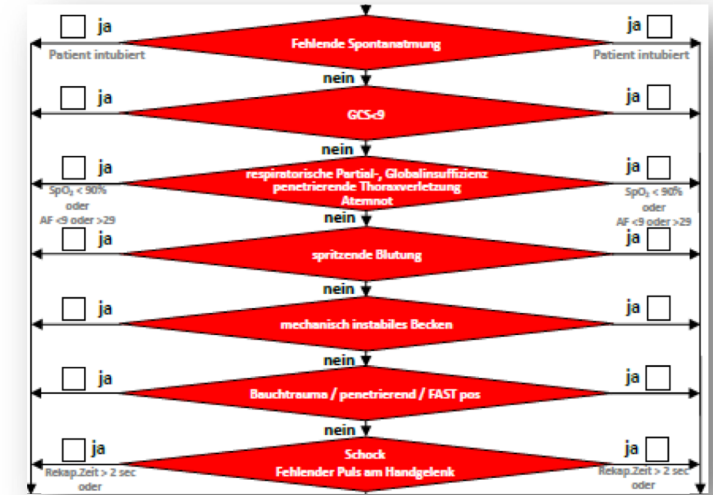 ja ja
Fehlende Spontanatmung
Patient intubiert Patient intubiert
nein
ja ja
GCS<9
nein
ja ja
respiratorische Partial-, Globalinsuffizienz
penetrierende Thoraxverletzung
Atemnot
SpO₂ < 90% SpO₂ < 90%
oder oder
AF <9 oder >29 AF <9 oder >29
nein
ja ja
spritzende Blutung
nein
ja ja
mechanisch instabiles Becken
nein
ja ja
Bauchtrauma / penetrierend / FAST pos
nein
ja ja
Schock
Fehlender Puls am Handgelenk
Rekap.Zeit > 2 sec Rekap.Zeit > 2 sec
oder oder